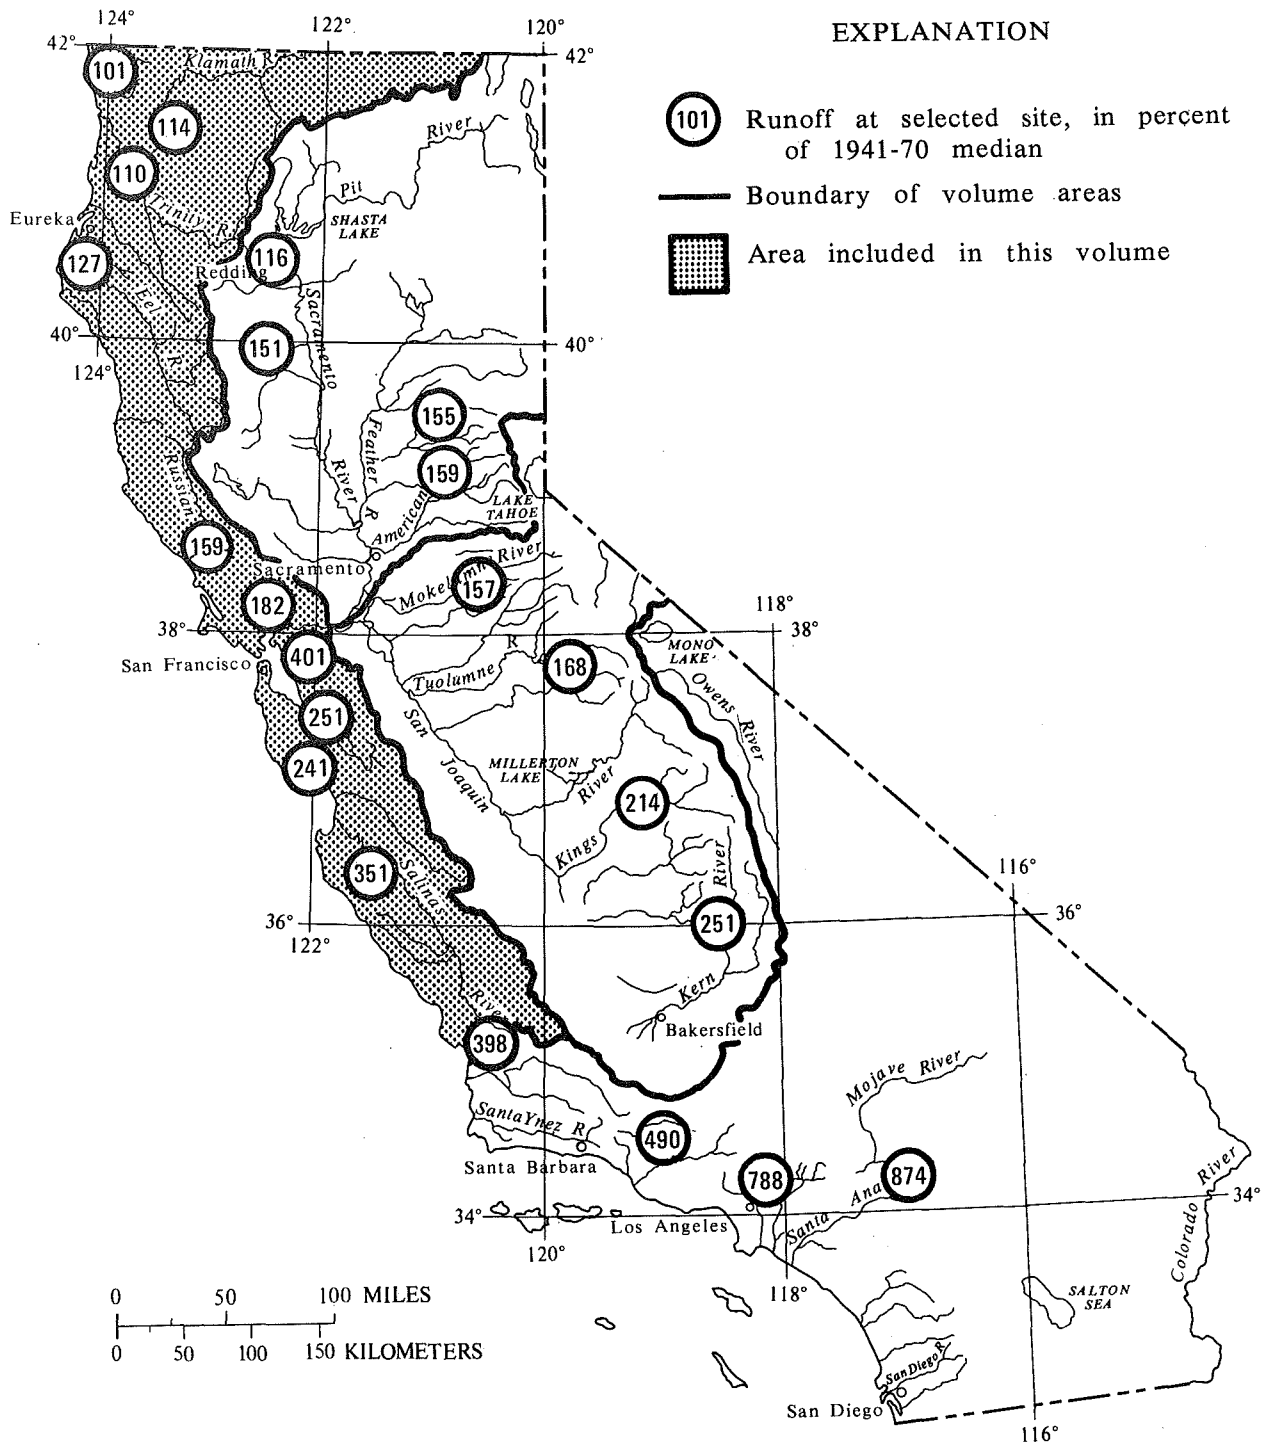 124°
122°
120°
EXPLANATION
42°
42°
101
Klamath R
101
Runoff at selected site, in percent
of 1941-70 median
114
River
110
Pit
Boundary of volume areas
Trinity R
Eureka
SHASTA
LAKE
127
116
Redding
Area included in this volume
Eel R
Sacramento River
40°
151
40°
124°
155
Feather R
159
Russian
American
LAKE
TAHOE
159
Sacramento
Mokelumne River
157
182
118°
38°
38°
401
San Francisco
MONO
LAKE
168
Tuolumne R
Owens River
251
San Joaquin
241
MILLERTON
LAKE
River
214
Kings
351
Salinas River
River
116°
36°
36°
122°
251
Kern
Bakersfield
398
Mojave River
Santa Ynez R
490
Santa Barbara
788
874
Santa Ana
Colorado River
34°
34°
Los Angeles
120°
118°
0 50 100 MILES
0 50 100 150 KILOMETERS
SALTON
SEA
San Diego R
San Diego
116°